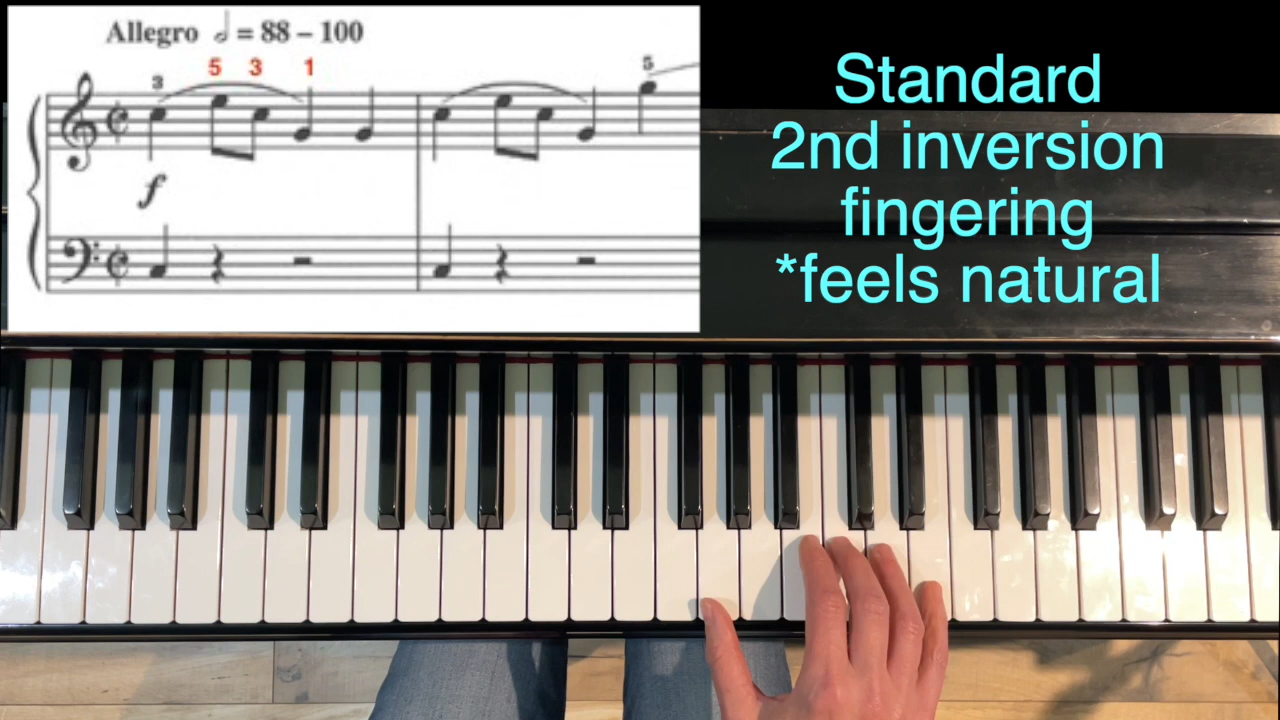 Allegro 𝅗𝅥 = 88 – 100
5 3 1
3
5
f
Standard
2nd inversion
fingering
*feels natural